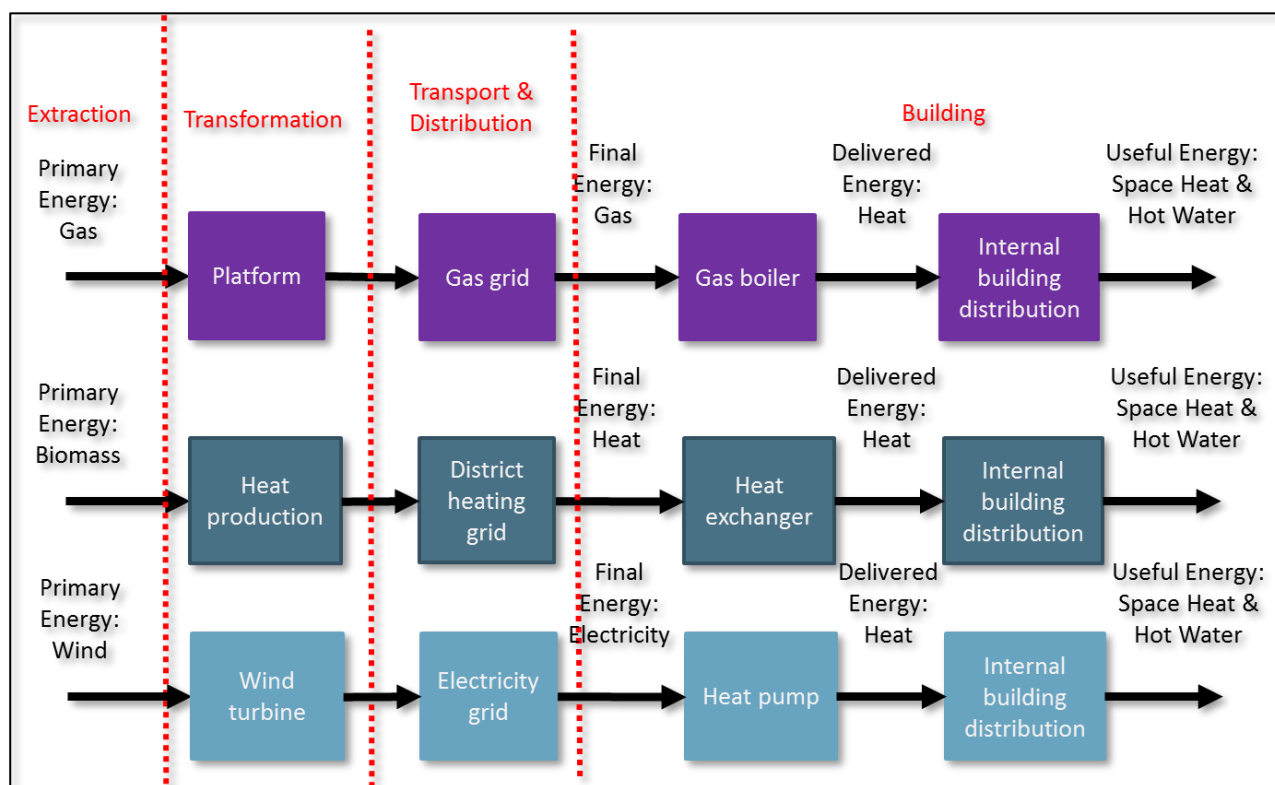 Extraction
Transformation
Transport &
Distribution
Building
Primary
Energy:
Gas
Final
Energy:
Gas
Delivered
Energy:
Heat
Useful Energy:
Space Heat &
Hot Water
Platform
Gas grid
Gas boiler
Internal
building
distribution
Primary
Energy:
Biomass
Final
Energy:
Heat
Delivered
Energy:
Heat
Useful Energy:
Space Heat &
Hot Water
Heat
production
District
heating
grid
Heat
exchanger
Internal
building
distribution
Primary
Energy:
Wind
Final
Energy:
Electricity
Delivered
Energy:
Heat
Useful Energy:
Space Heat &
Hot Water
Wind
turbine
Electricity
grid
Heat pump
Internal
building
distribution